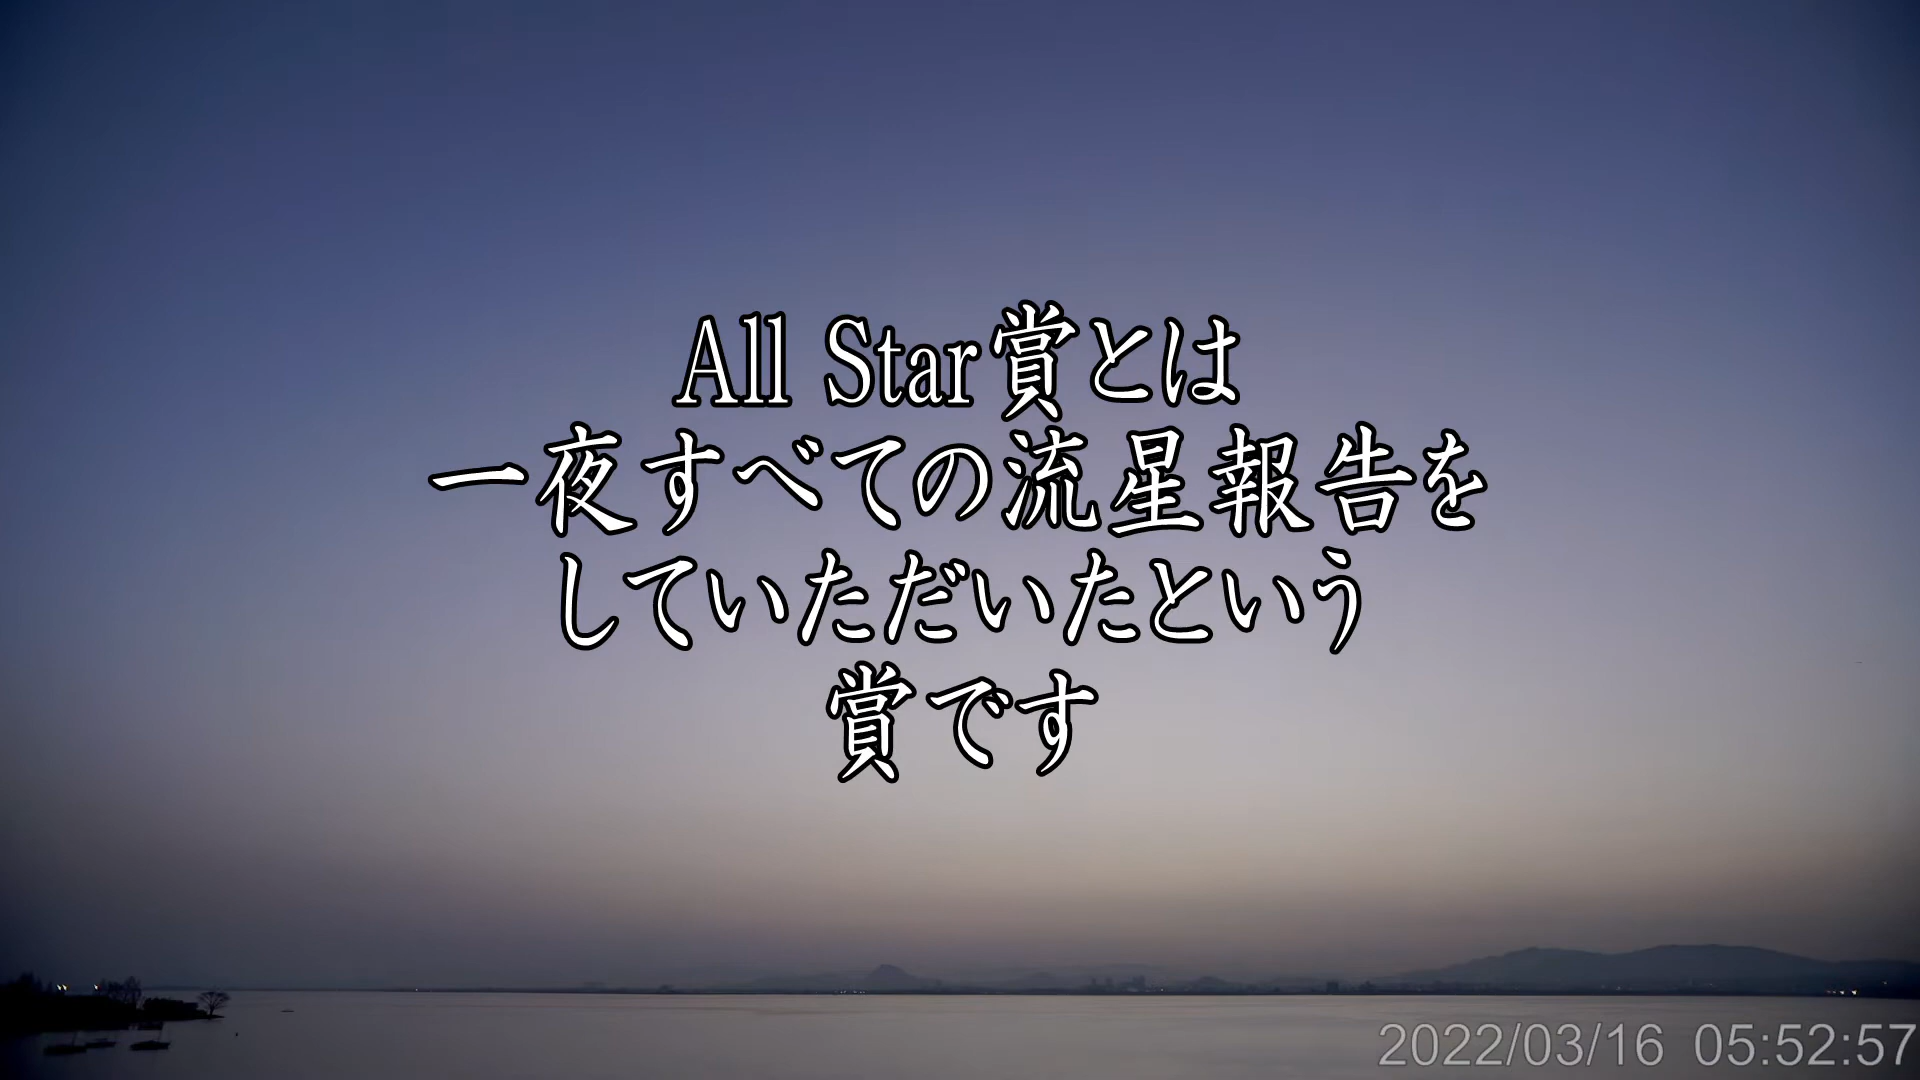 All Star賞とは
一夜すべての流星報告を
していただいたという
賞です
2022/03/16 05:52:57